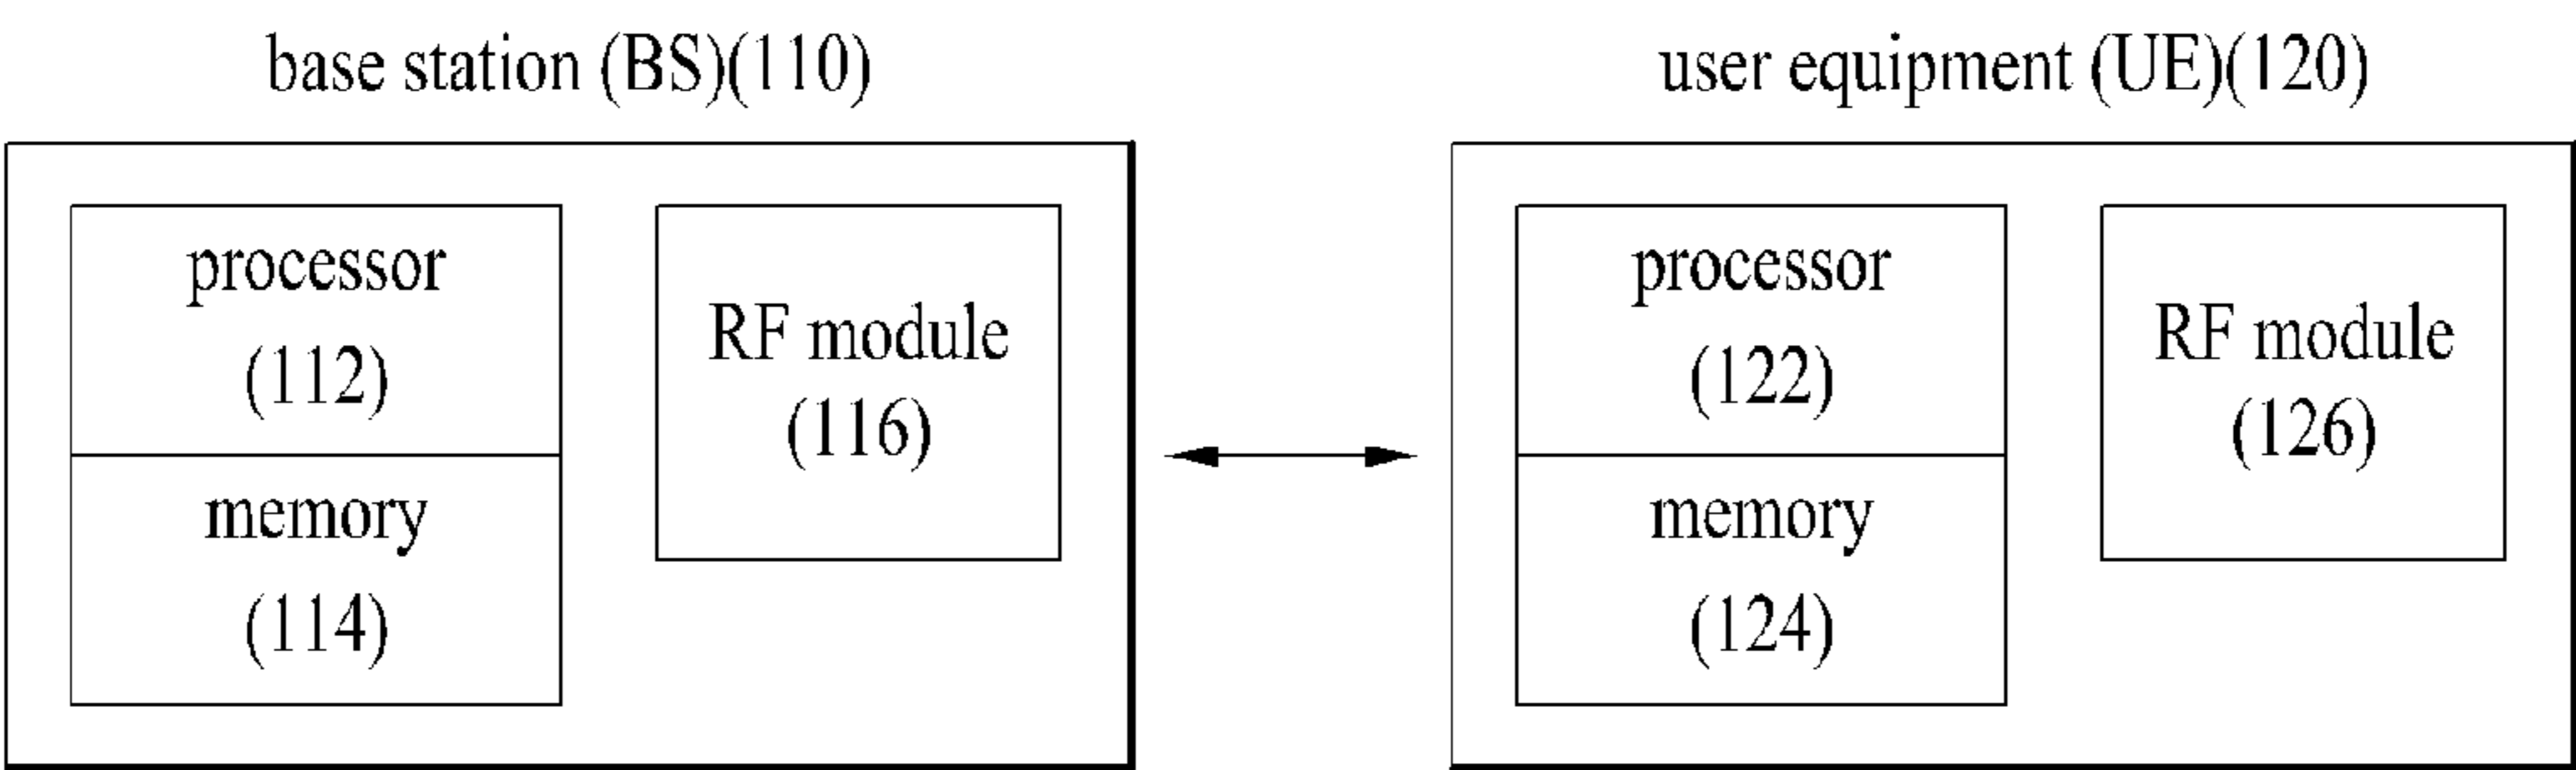 base station (BS)(110)
processor
(112)
memory
(114)
RF module
(116)
user equipment (UE)(120)
processor
(122)
memory
(124)
RF module
(126)